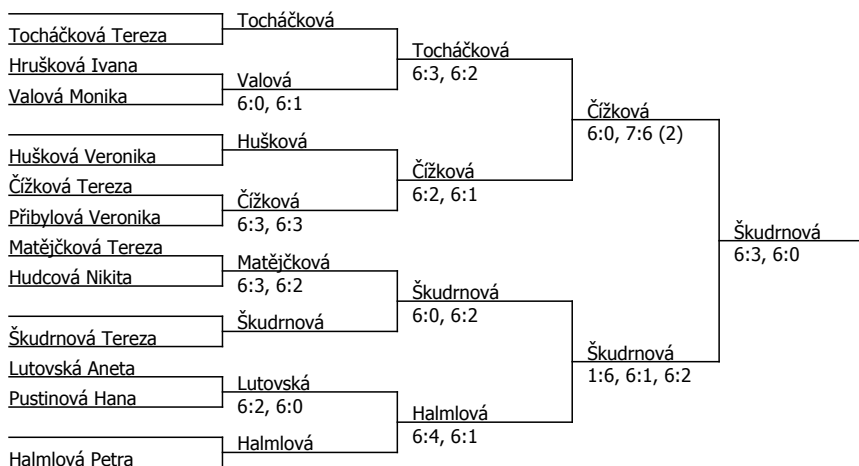 Tocháčková Tereza
Hrušková Ivana
Valová Monika
Hušková Veronika
Čížková Tereza
Přibylová Veronika
Matějčková Tereza
Hudcová Nikita
Škudrnová Tereza
Lutovská Aneta
Pustinová Hana
Halmlová Petra
Tocháčková
Valová
6:0, 6:1
Hušková
Čížková
6:3, 6:3
Matějčková
6:3, 6:2
Škudrnová
Lutovská
6:2, 6:0
Halmlová
Tocháčková
6:3, 6:2
Čížková
6:2, 6:1
Škudrnová
6:0, 6:2
Halmlová
6:4, 6:1
Čížková
6:0, 7:6 (2)
Škudrnová
1:6, 6:1, 6:2
Škudrnová
6:3, 6:0